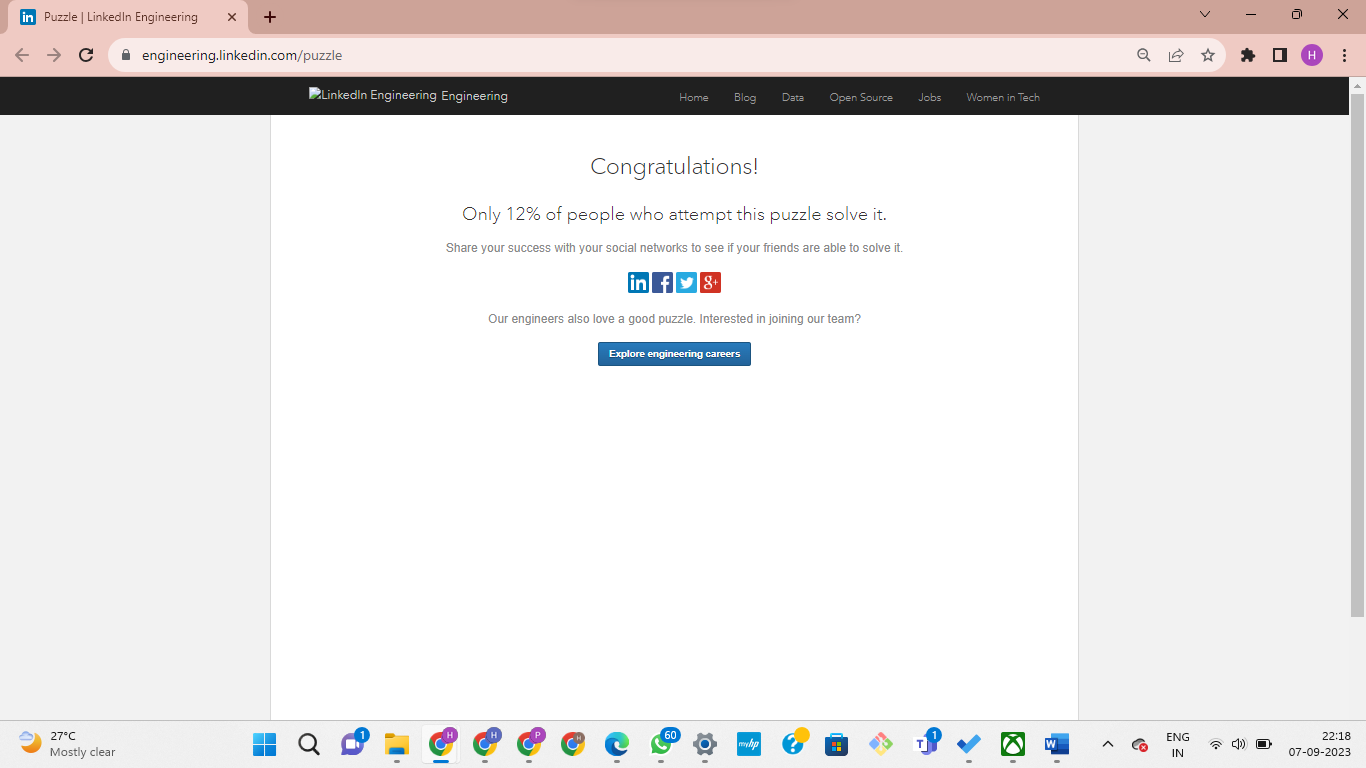 Puzzle | LinkedIn Engineering
engineering.linkedin.com/puzzle
H
LinkedIn Engineering Engineering
Home Blog Data Open Source Jobs Women in Tech
Congratulations!
Only 12% of people who attempt this puzzle solve it.
Share your success with your social networks to see if your friends are able to solve it.
in f g+
Our engineers also love a good puzzle. Interested in joining our team?
Explore engineering careers
27°C
Mostly clear
1 H H P H 60 myhp ? T 1 W
ENG
IN
22:18
07-09-2023